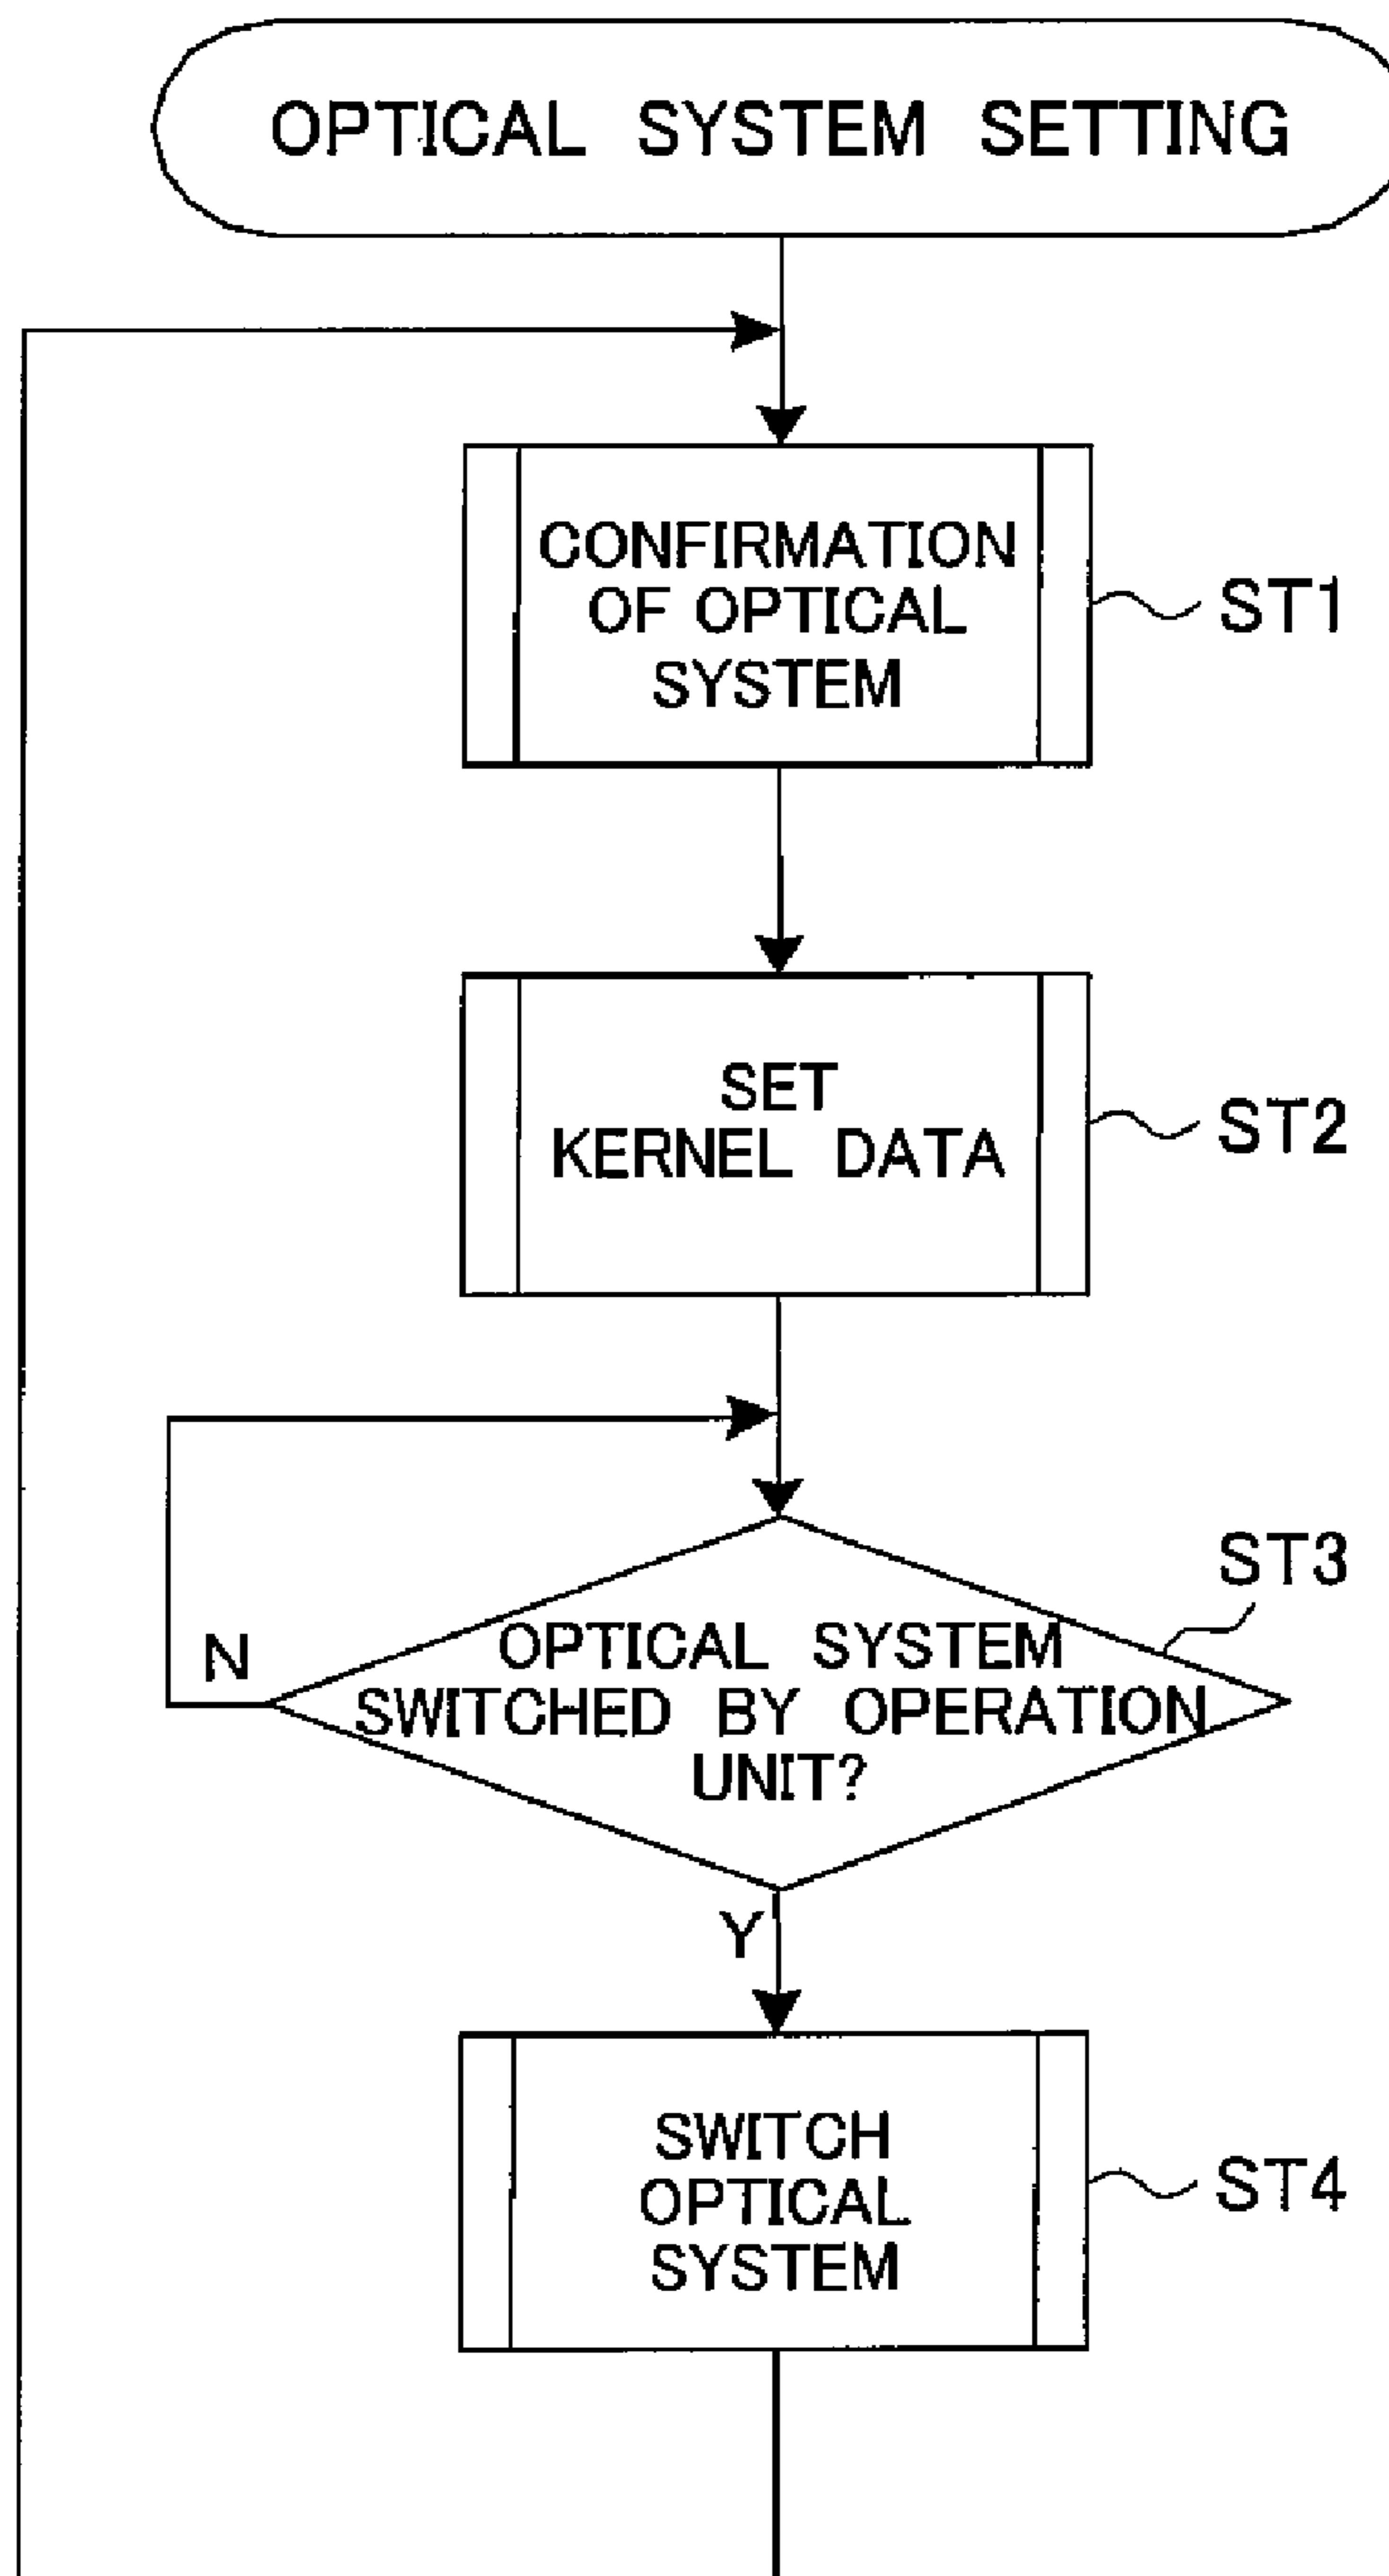 OPTICAL SYSTEM SETTING
CONFIRMATION
OF OPTICAL
SYSTEM
ST1
SET
KERNEL DATA
ST2
ST3
N
OPTICAL SYSTEM
SWITCHED BY OPERATION
UNIT?
Y
SWITCH
OPTICAL
SYSTEM
ST4